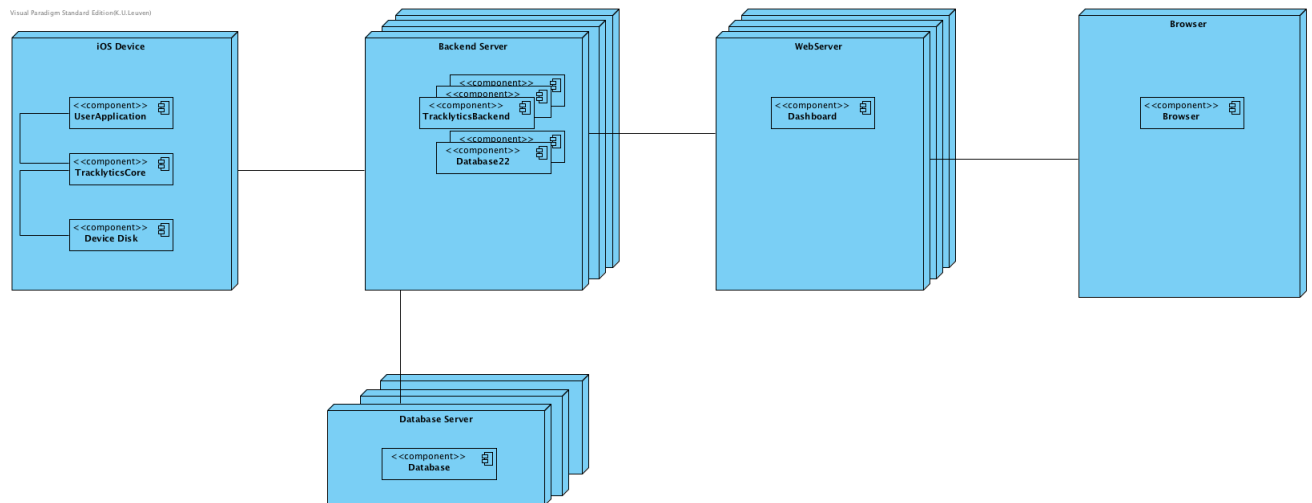 Visual Paradigm Standard Edition(K.U.Leuven)
iOS Device
<<component>>
UserApplication
<<component>>
TracklyticsCore
<<component>>
Device Disk
Backend Server
<<component>>
<<component>>
<<component>>
TracklyticsBackend
<<component>>
<<component>>
Database22
WebServer
<<component>>
Dashboard
Browser
<<component>>
Browser
Database Server
<<component>>
Database